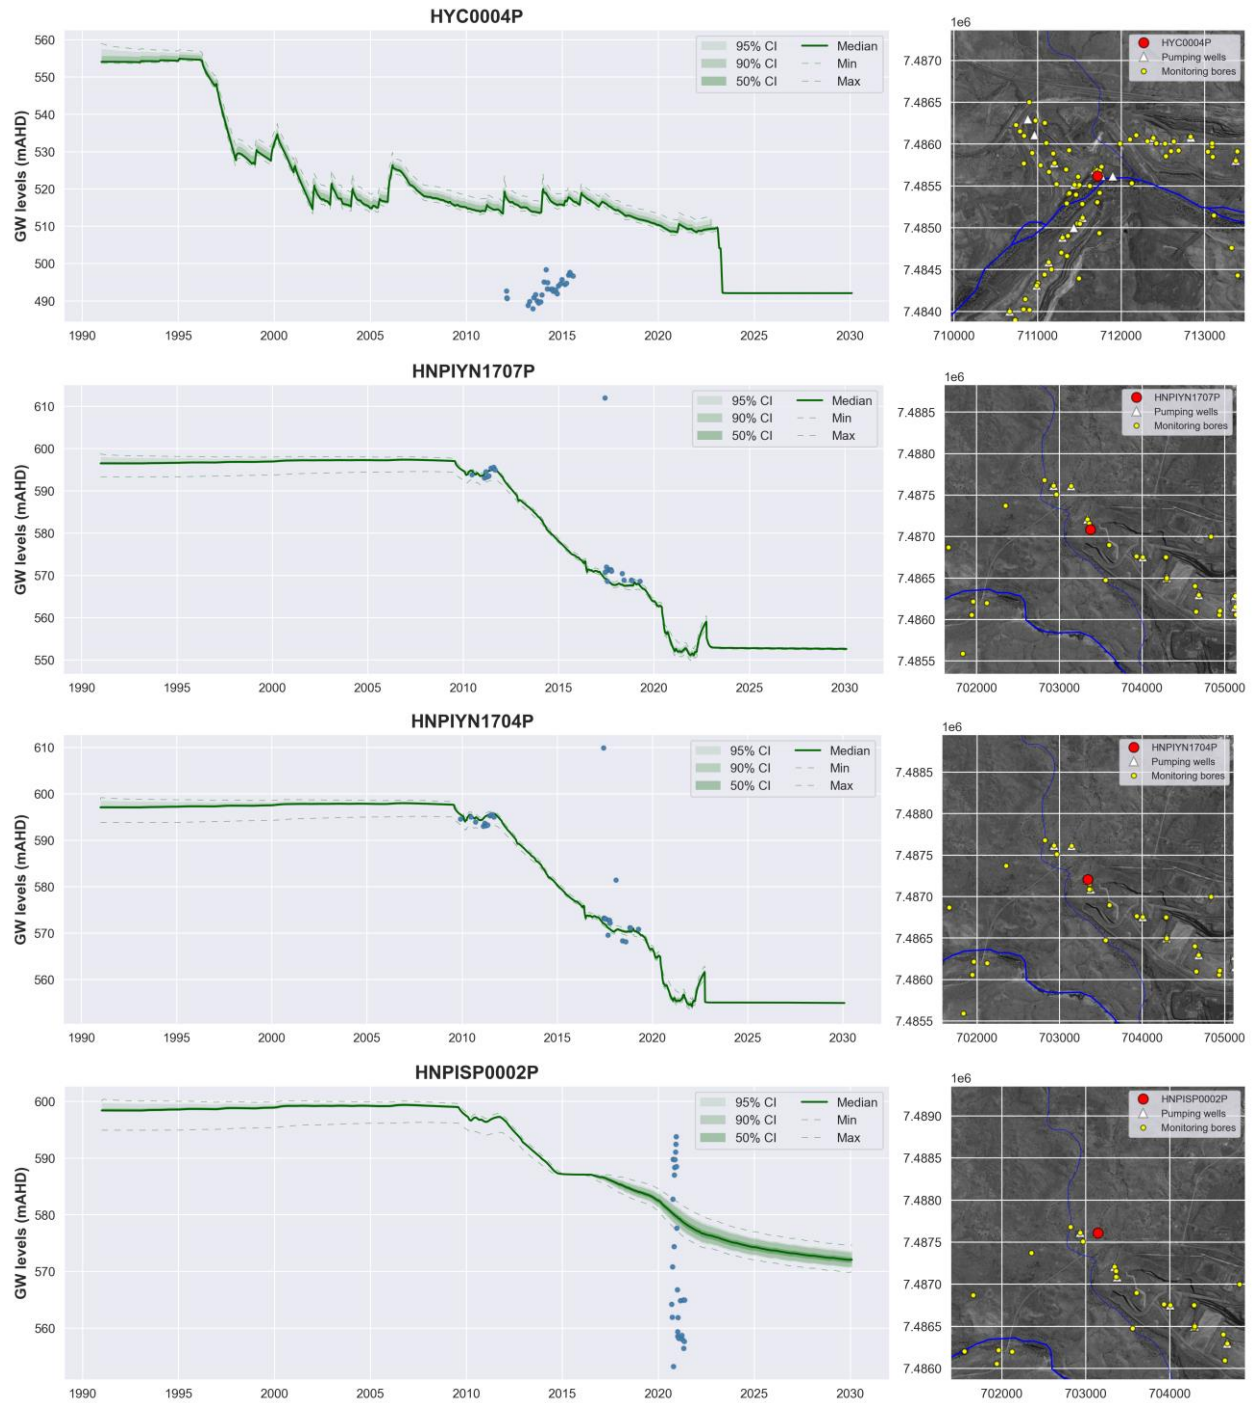 HYC0004P
GW levels (mAHD)
560
550
540
530
520
510
500
490
1990 1995 2000 2005 2010 2015 2020 2025 2030
95% CI Median
90% CI Min
50% CI Max
1e6
7.4870
7.4865
7.4860
7.4855
7.4850
7.4845
7.4840
710000 711000 712000 713000
HYC0004P
Pumping wells
Monitoring bores
HNPIYN1707P
GW levels (mAHD)
610
600
590
580
570
560
550
1990 1995 2000 2005 2010 2015 2020 2025 2030
95% CI Median
90% CI Min
50% CI Max
1e6
7.4885
7.4880
7.4875
7.4870
7.4865
7.4860
7.4855
702000 703000 704000 705000
HNPIYN1707P
Pumping wells
Monitoring bores
HNPIYN1704P
GW levels (mAHD)
610
600
590
580
570
560
1990 1995 2000 2005 2010 2015 2020 2025 2030
95% CI Median
90% CI Min
50% CI Max
1e6
7.4885
7.4880
7.4875
7.4870
7.4865
7.4860
7.4855
702000 703000 704000 705000
HNPIYN1704P
Pumping wells
Monitoring bores
HNPISP0002P
GW levels (mAHD)
600
590
580
570
560
1990 1995 2000 2005 2010 2015 2020 2025 2030
95% CI Median
90% CI Min
50% CI Max
1e6
7.4890
7.4885
7.4880
7.4875
7.4870
7.4865
7.4860
702000 703000 704000
HNPISP0002P
Pumping wells
Monitoring bores